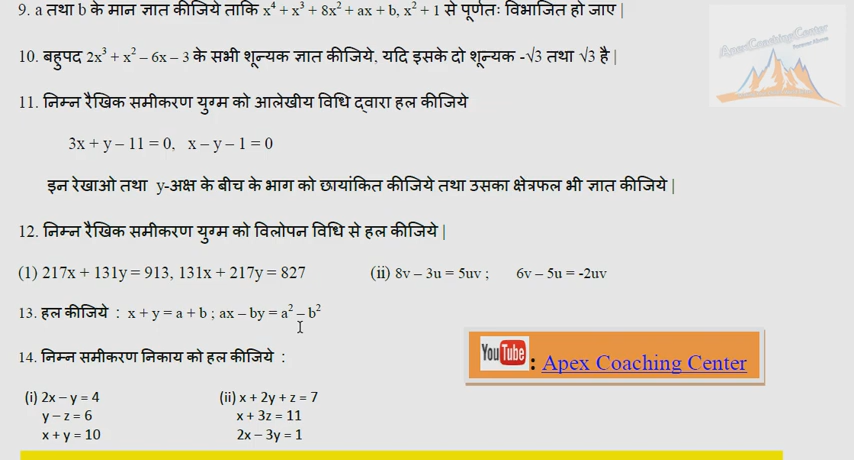 9. a तथा b के मान ज्ञात कीजिये ताकि x⁴ + x³ + 8x² + ax + b, x² + 1 से पूर्णतः विभाजित हो जाए |
ApexCoachingCenter
10. बहुपद 2x³ + x² – 6x – 3 के सभी शून्यक ज्ञात कीजिये, यदि इसके दो शून्यक -√3 तथा √3 है |
11. निम्न रैखिक समीकरण युग्म को आलेखीय विधि द्वारा हल कीजिये
3x + y – 11 = 0, x – y – 1 = 0
इन रेखाओ तथा y-अक्ष के बीच के भाग को छायांकित कीजिये तथा उसका क्षेत्रफल भी ज्ञात कीजिये |
12. निम्न रैखिक समीकरण युग्म को विलोपन विधि से हल कीजिये |
(1) 217x + 131y = 913, 131x + 217y = 827 (ii) 8v – 3u = 5uv ; 6v – 5u = -2uv
13. हल कीजिये : x + y = a + b ; ax – by = a² – b²
14. निम्न समीकरण निकाय को हल कीजिये :
YouTube : Apex Coaching Center
(i) 2x – y = 4 (ii) x + 2y + z = 7
y – z = 6 x + 3z = 11
x + y = 10 2x – 3y = 1